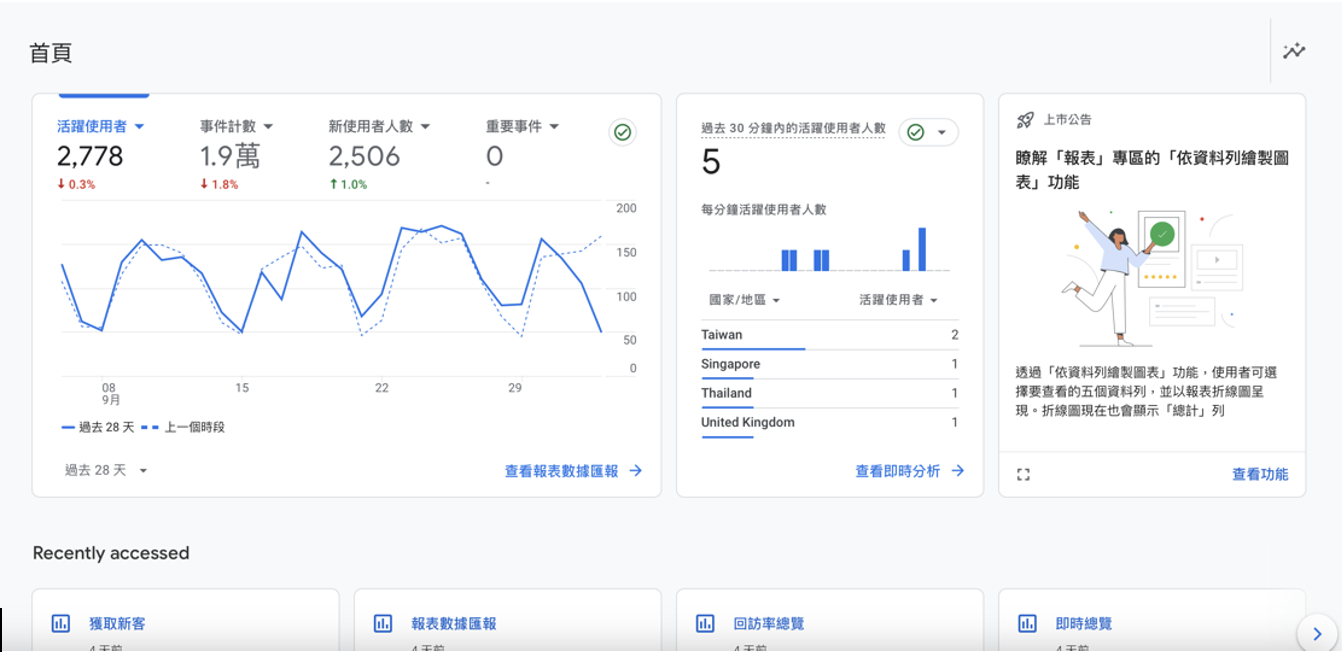 首頁
活躍使用者
2,778
0.3%
事件計數
1.9萬
1.8%
新使用者人數
2,506
1.0%
重要事件
0
-
200
150
100
50
0
08
9月
15
22
29
過去 28 天
上一個時段
過去 28 天
查看報表數據匯報
過去 30 分鐘內的活躍使用者人數
5
每分鐘活躍使用者人數
國家/地區 活躍使用者
Taiwan 2
Singapore 1
Thailand 1
United Kingdom 1
查看即時分析
上市公告
瞭解「報表」專區的「依資料列繪製圖
表」功能
透過「依資料列繪製圖表」功能，使用者可選
擇要查看的五個資料列，並以報表折線圖呈
現。折線圖現在也會顯示「總計」列
查看功能
Recently accessed
獲取新客
4 天前
報表數據匯報
4 天前
回訪率總覽
4 天前
即時總覽
4 天前